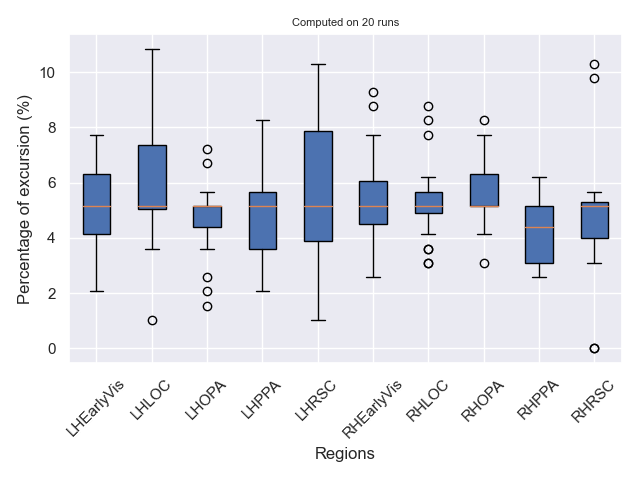 Computed on 20 runs
Percentage of excursion (%)
10
8
6
4
2
0
LHEarlyVis
LHLOC
LHOPA
LHPPA
LHRSC
RHEarlyVis
RHLOC
RHOPA
RHPPA
RHRSC
Regions